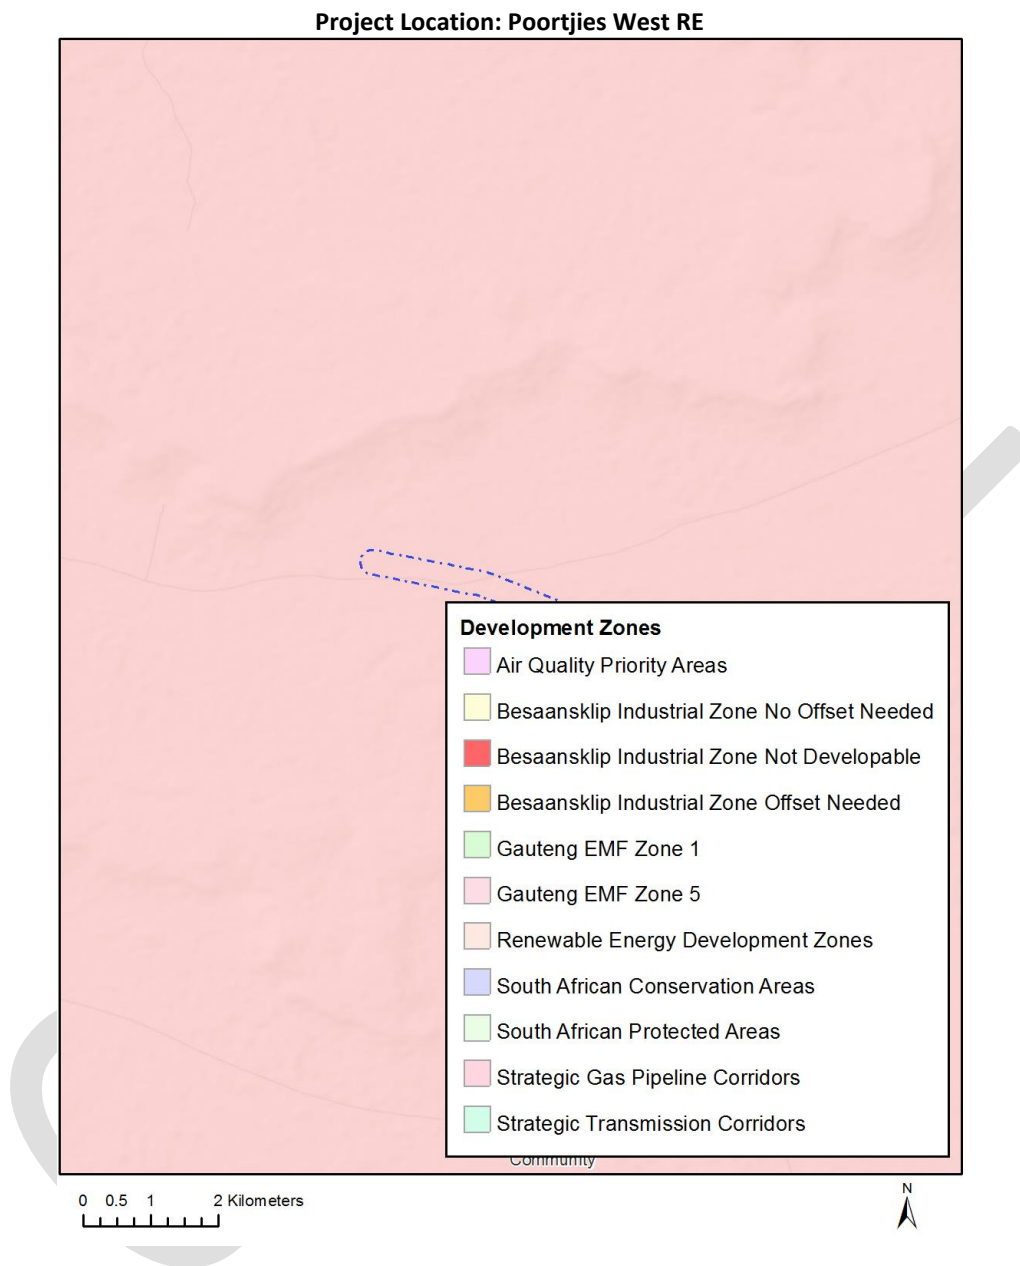 Project Location: Poortjies West RE
Development Zones
Air Quality Priority Areas
Besaansklip Industrial Zone No Offset Needed
Besaansklip Industrial Zone Not Developable
Besaansklip Industrial Zone Offset Needed
Gauteng EMF Zone 1
Gauteng EMF Zone 5
Renewable Energy Development Zones
South African Conservation Areas
South African Protected Areas
Strategic Gas Pipeline Corridors
Strategic Transmission Corridors
Community
0 0.5 1 2 Kilometers
N